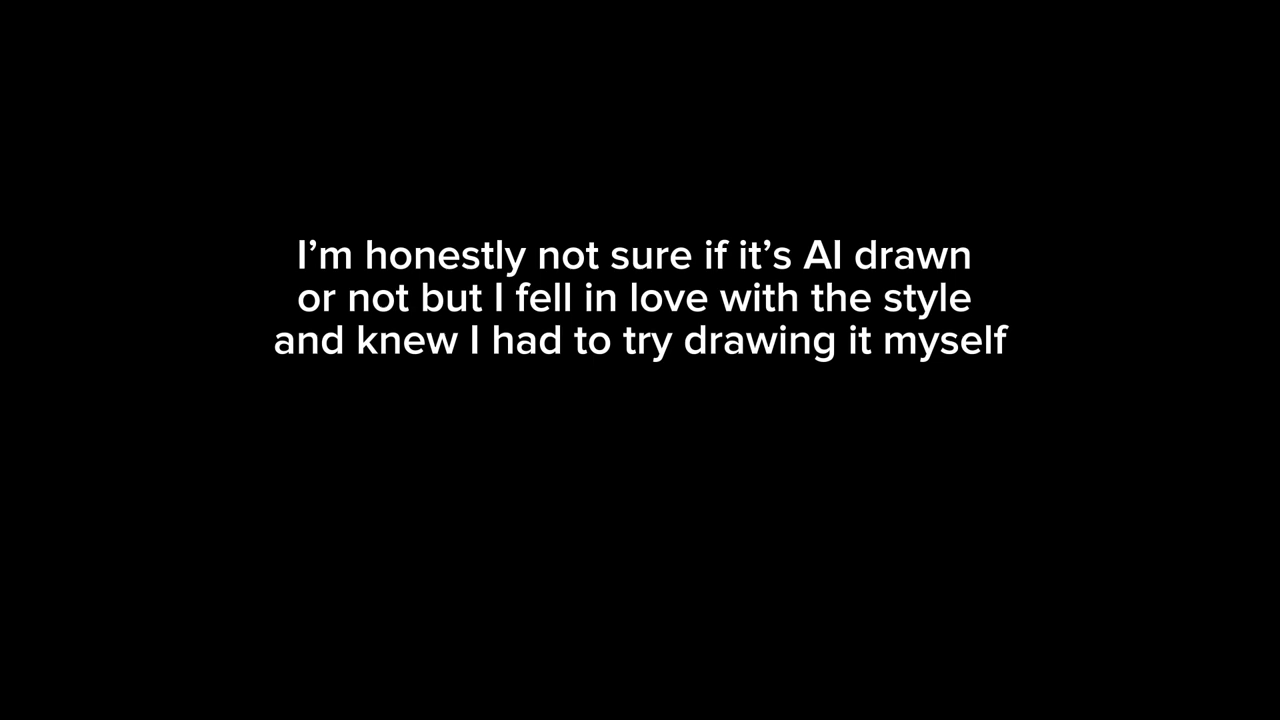 I’m honestly not sure if it’s AI drawn
or not but I fell in love with the style
and knew I had to try drawing it myself